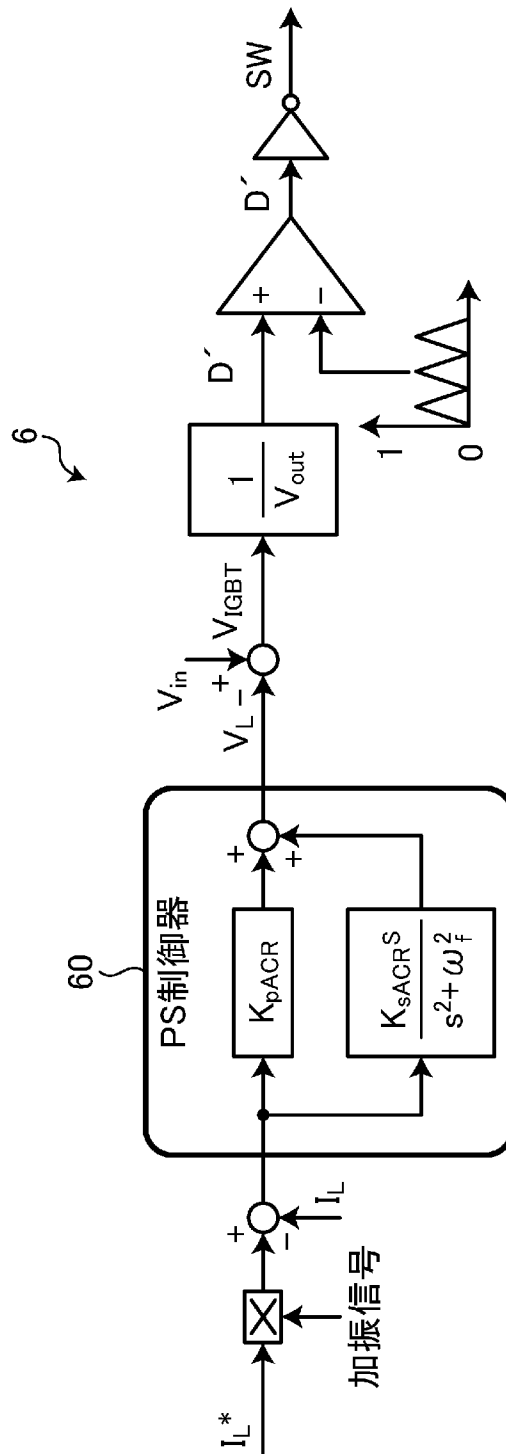 6
I_L*
加振信号
+
−
I_L
60
PS制御器
K_pACR
K_sACR s
s² + ω_f²
+
+
V_L
−
V_in
+
V_IGBT
1
V_out
D´
+
−
1
0
D´
SW